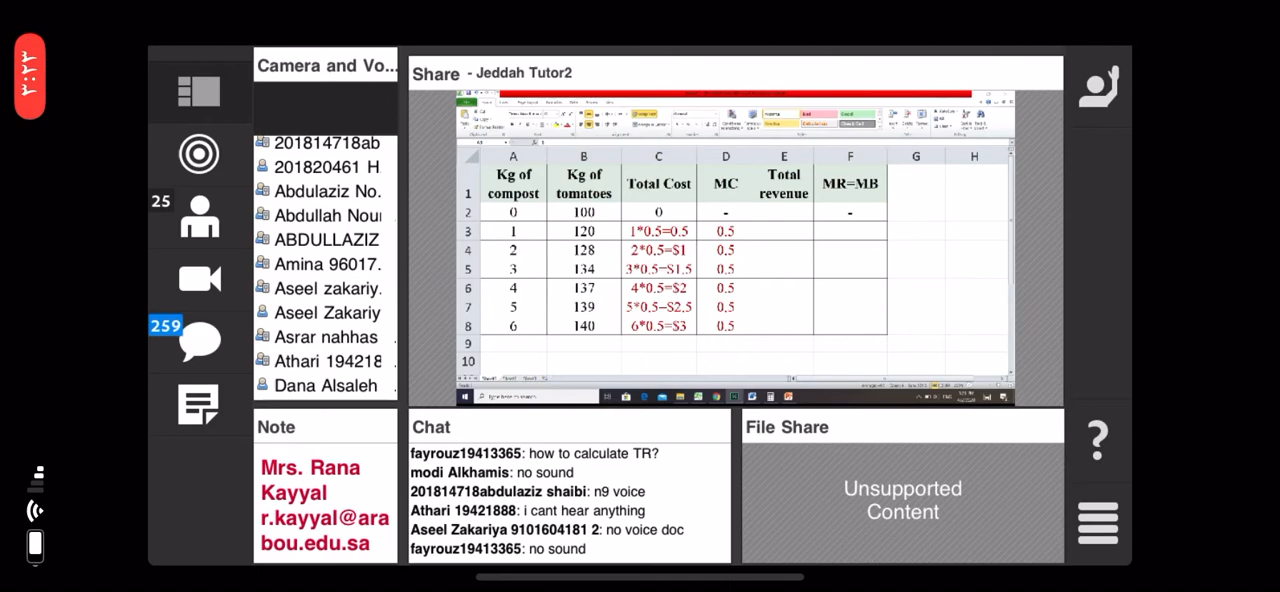 ٣:٢٣
Camera and Vo...
25
259
201814718ab
201820461 H
Abdulaziz No.
Abdullah Nour
ABDULLAZIZ
Amina 96017.
Aseel zakariy.
Aseel Zakariy
Asrar nahhas
Athari 194218
Dana Alsaleh
Share - Jeddah Tutor2
A B C D E F G H
1 Kg of compost Kg of tomatoes Total Cost MC Total revenue MR=MB
2 0 100 0 - -
3 1 120 1*0.5=0.5 0.5
4 2 128 2*0.5=$1 0.5
5 3 134 3*0.5=$1.5 0.5
6 4 137 4*0.5=$2 0.5
7 5 139 5*0.5=$2.5 0.5
8 6 140 6*0.5=$3 0.5
9
10
Type here to search
Note
Mrs. Rana
Kayyal
r.kayyal@ara
bou.edu.sa
Chat
fayrouz19413365: how to calculate TR?
modi Alkhamis: no sound
201814718abdulaziz shaibi: n9 voice
Athari 19421888: i cant hear anything
Aseel Zakariya 9101604181 2: no voice doc
fayrouz19413365: no sound
File Share
Unsupported
Content
?